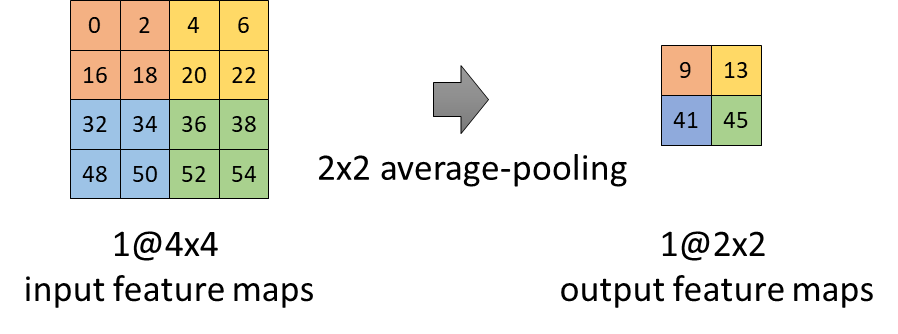 0 2 4 6
16 18 20 22
32 34 36 38
48 50 52 54
9 13
41 45
2x2 average-pooling
1@4x4
input feature maps
1@2x2
output feature maps